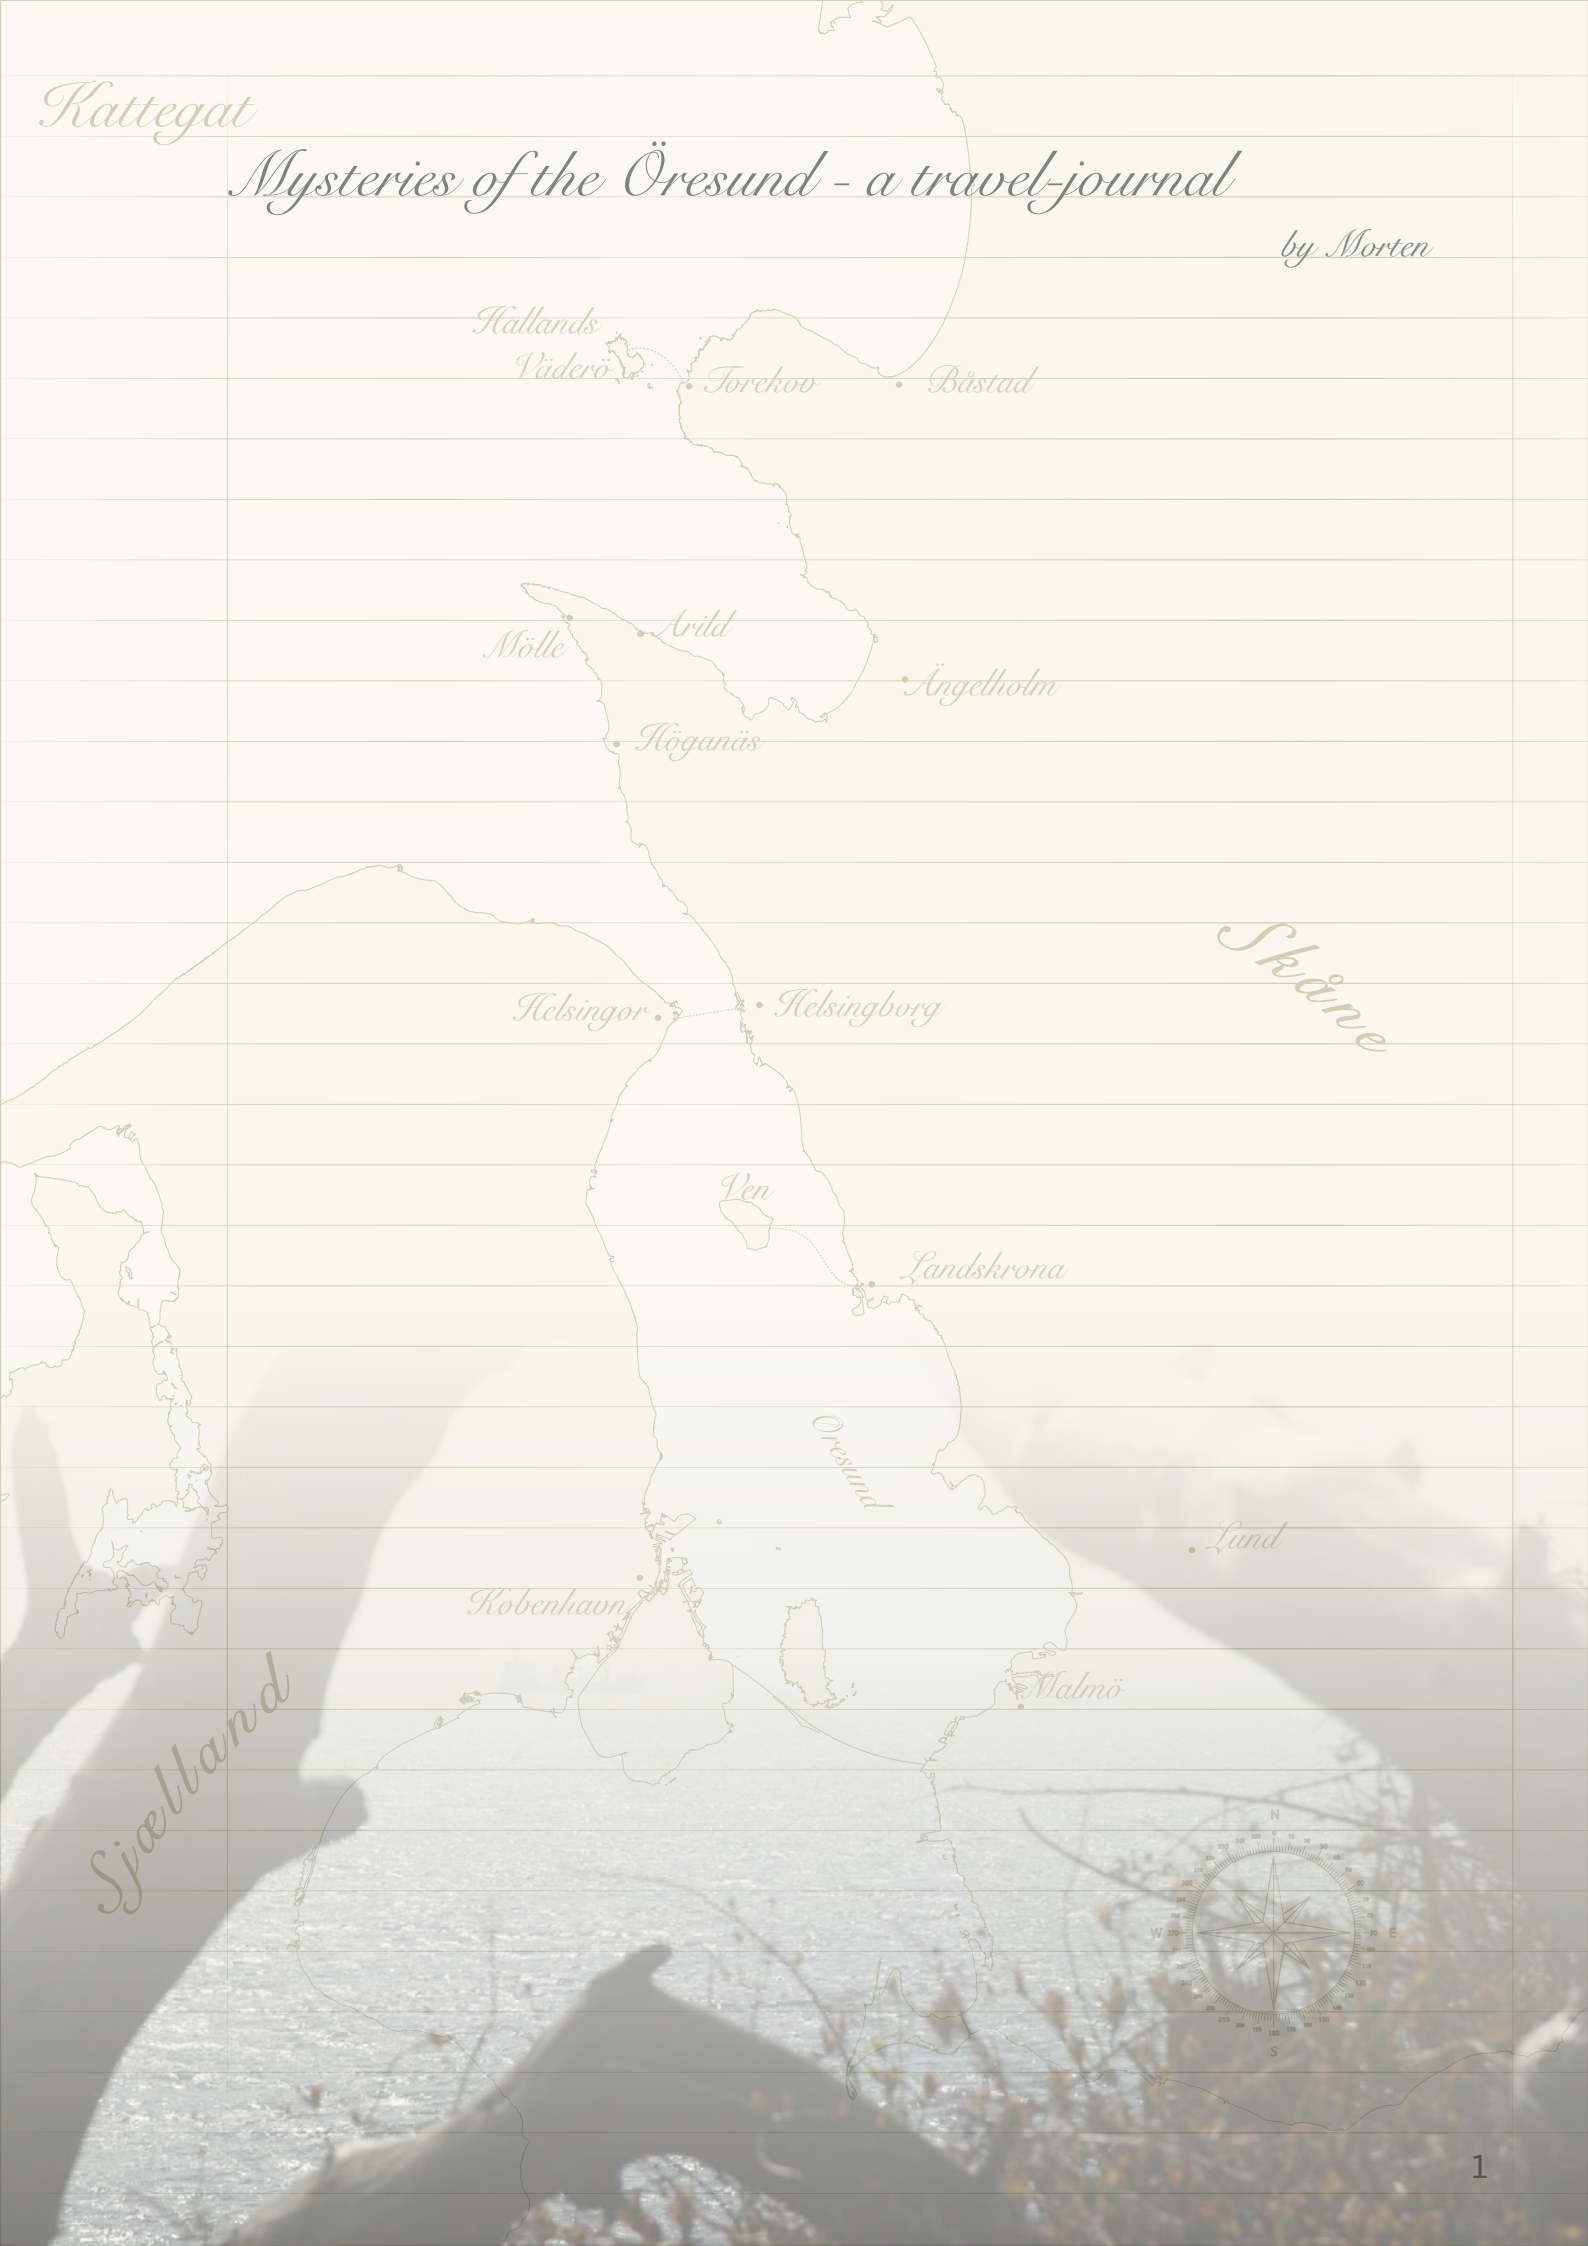 Kattegat
Mysteries of the Öresund - a travel-journal
by Morten
Hallands
Väderö
Torekov
Båstad
Arild
Mölle
Ängelholm
Höganäs
Skåne
Helsingør
Helsingborg
Ven
Landskrona
Øresund
Lund
København
Malmö
Sjælland
N
W
E
S
1